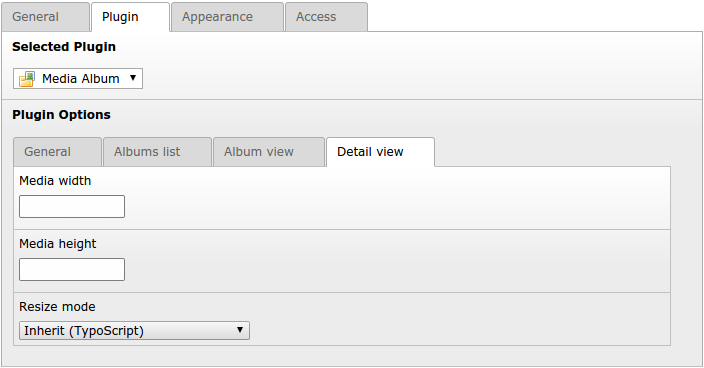 General Plugin Appearance Access
Selected Plugin
Media Album
Plugin Options
General Albums list Album view Detail view
Media width
Media height
Resize mode
Inherit (TypoScript)